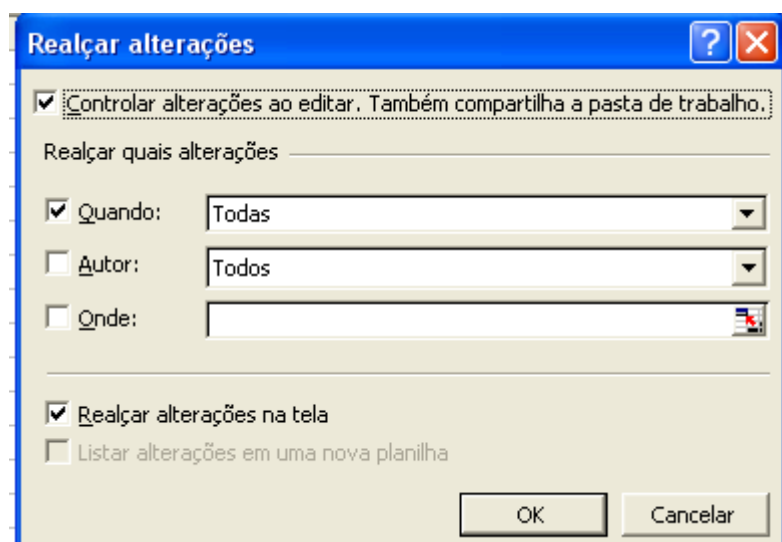 Realçar alterações
Controlar alterações ao editar. Também compartilha a pasta de trabalho.
Realçar quais alterações
Quando: Todas
Autor: Todos
Onde:
Realçar alterações na tela
Listar alterações em uma nova planilha
OK Cancelar